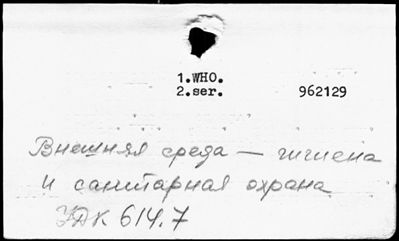 1.WHO.
2.ser. 962129
Внешняя среда — гигиена
и санитарная охрана
УДК 614.7